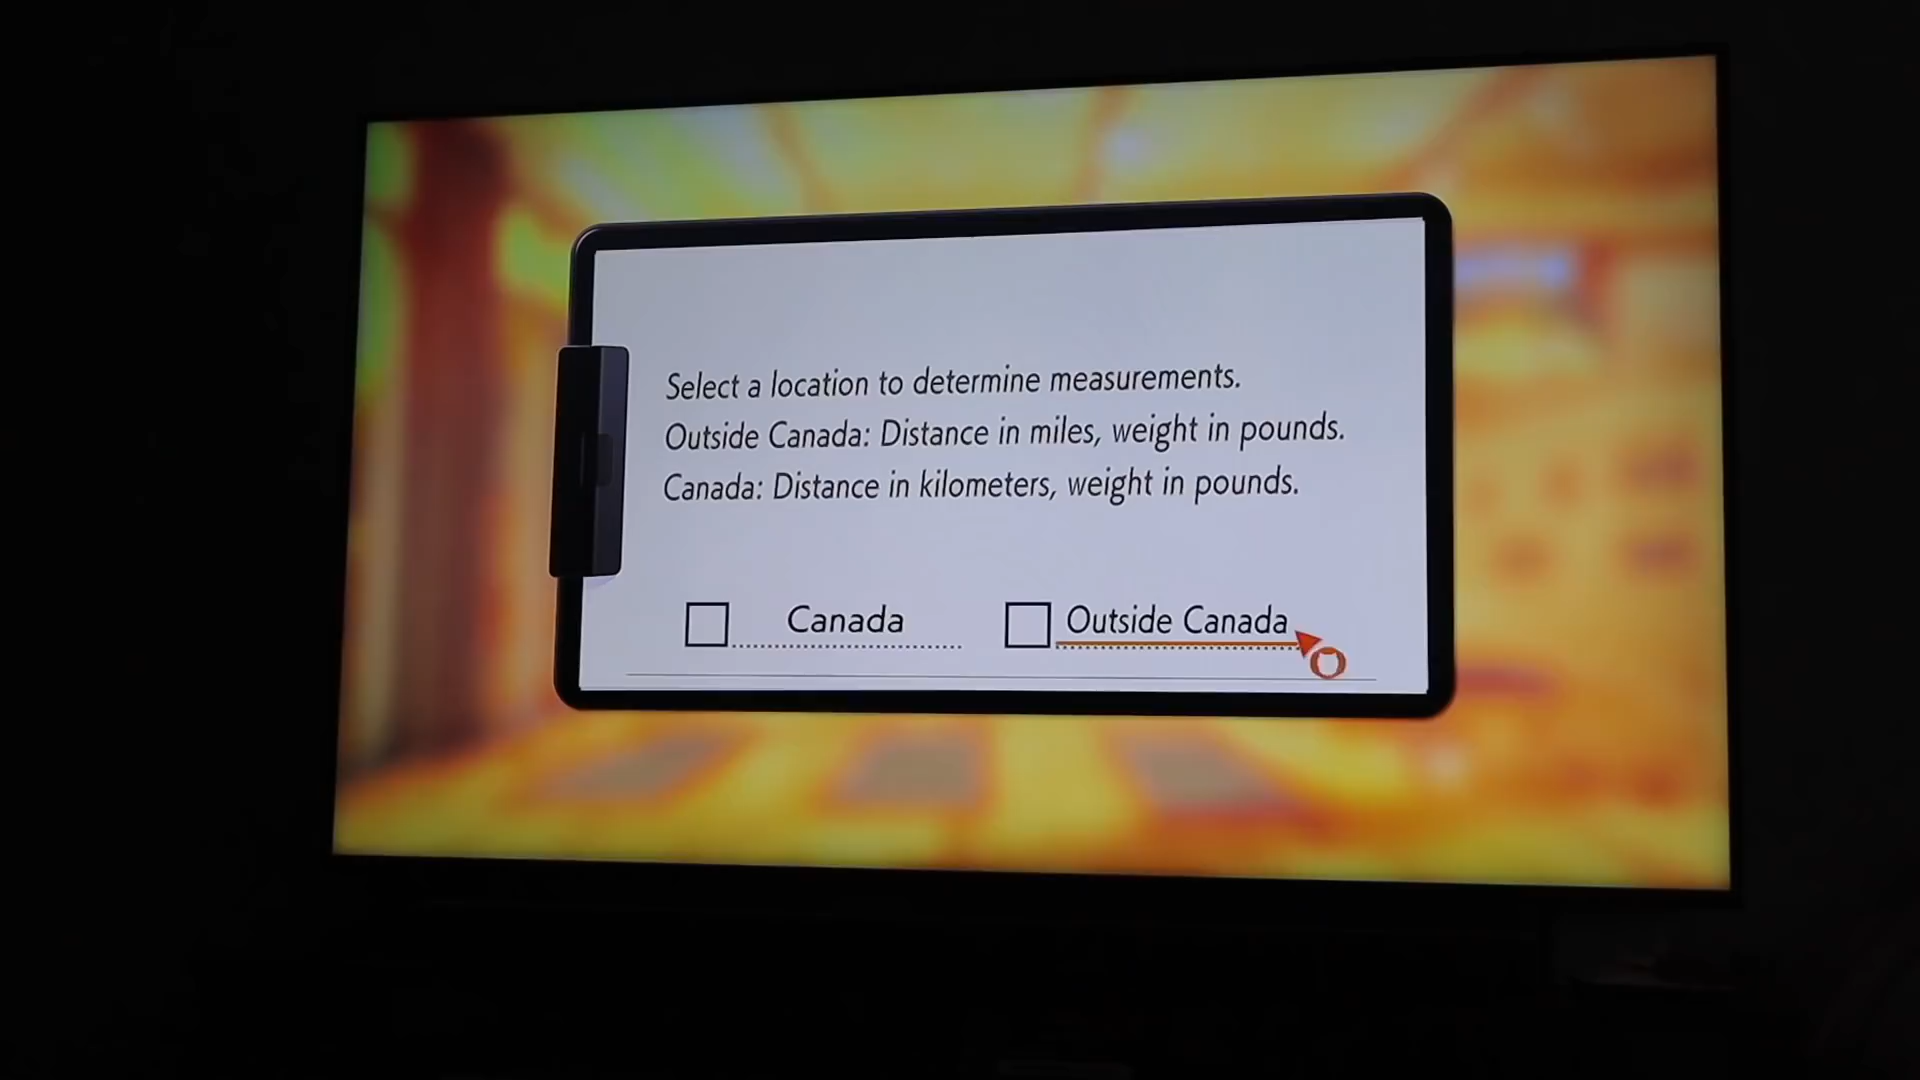 Select a location to determine measurements.
Outside Canada: Distance in miles, weight in pounds.
Canada: Distance in kilometers, weight in pounds.
Canada
Outside Canada